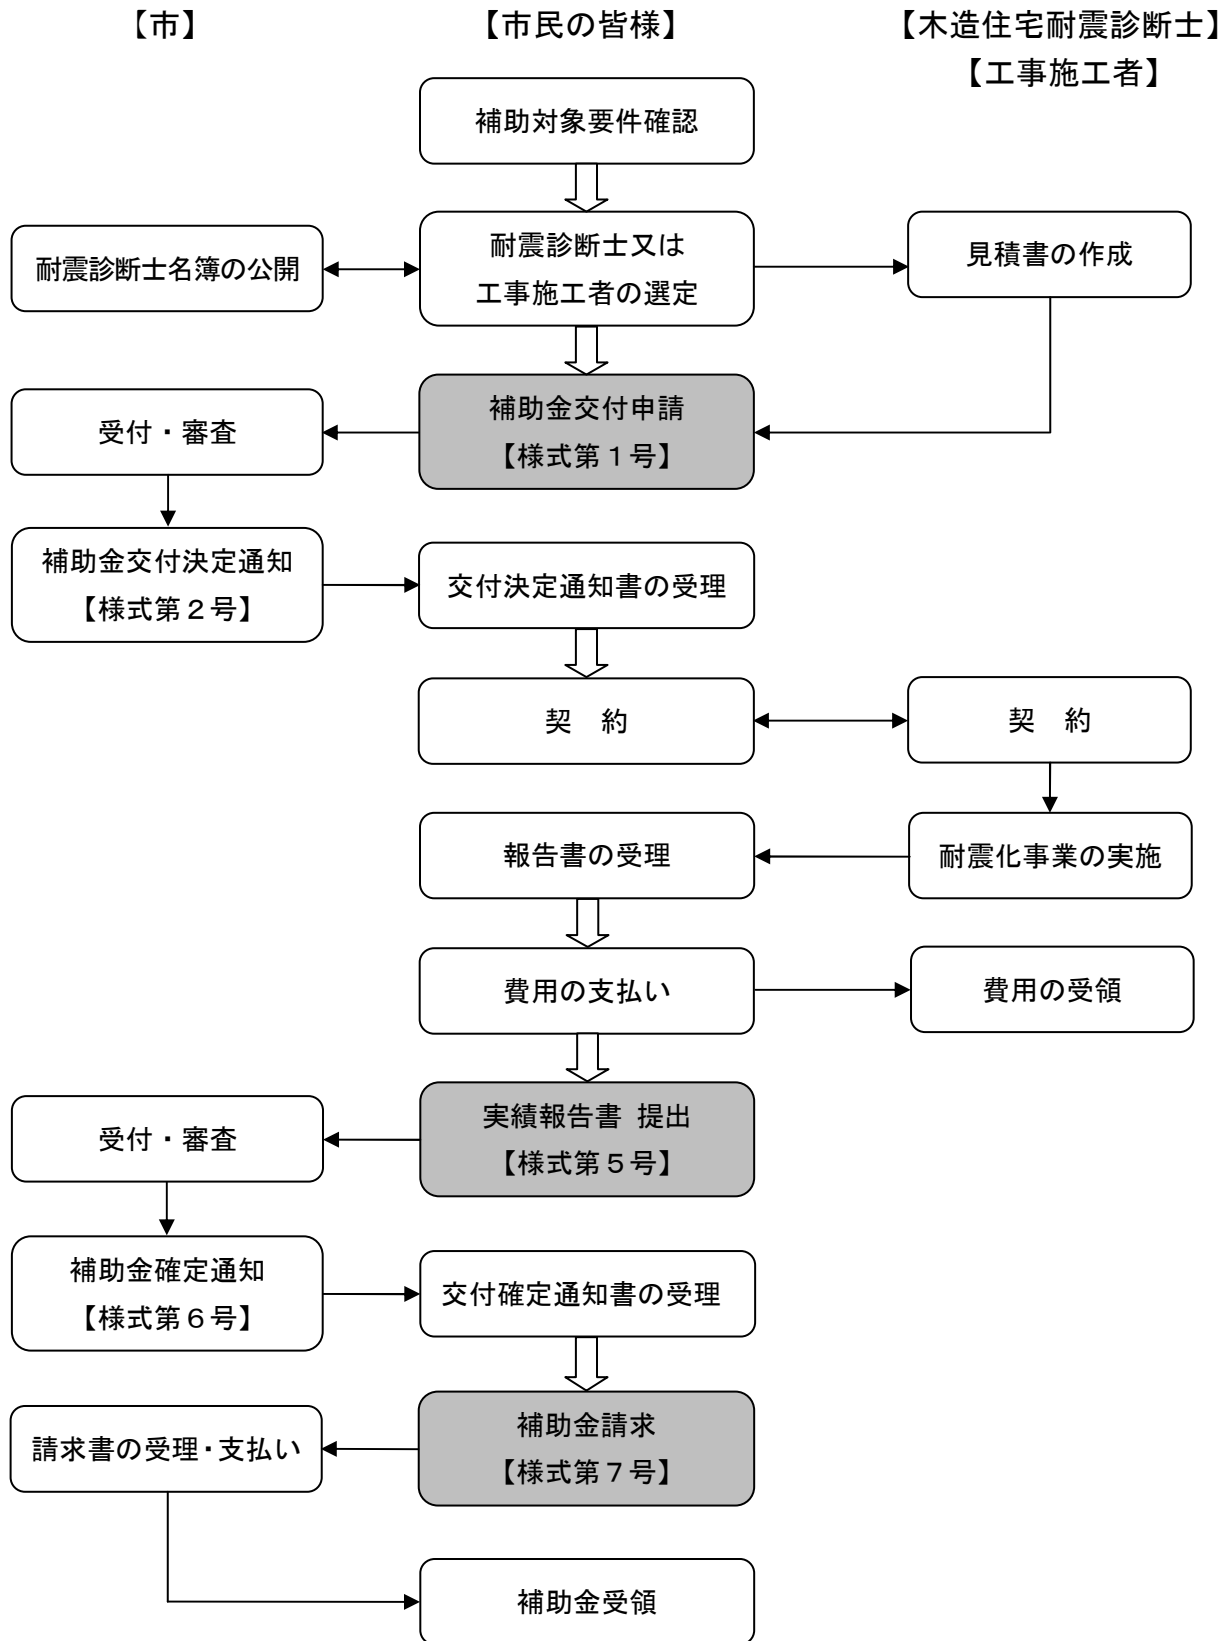 【市】
【市民の皆様】
【木造住宅耐震診断士】
【工事施工者】
補助対象要件確認
耐震診断士名簿の公開
耐震診断士又は
工事施工者の選定
見積書の作成
受付・審査
補助金交付申請
【様式第１号】
補助金交付決定通知
【様式第２号】
交付決定通知書の受理
契　約
契　約
報告書の受理
耐震化事業の実施
費用の支払い
費用の受領
受付・審査
実績報告書 提出
【様式第５号】
補助金確定通知
【様式第６号】
交付確定通知書の受理
請求書の受理・支払い
補助金請求
【様式第７号】
補助金受領